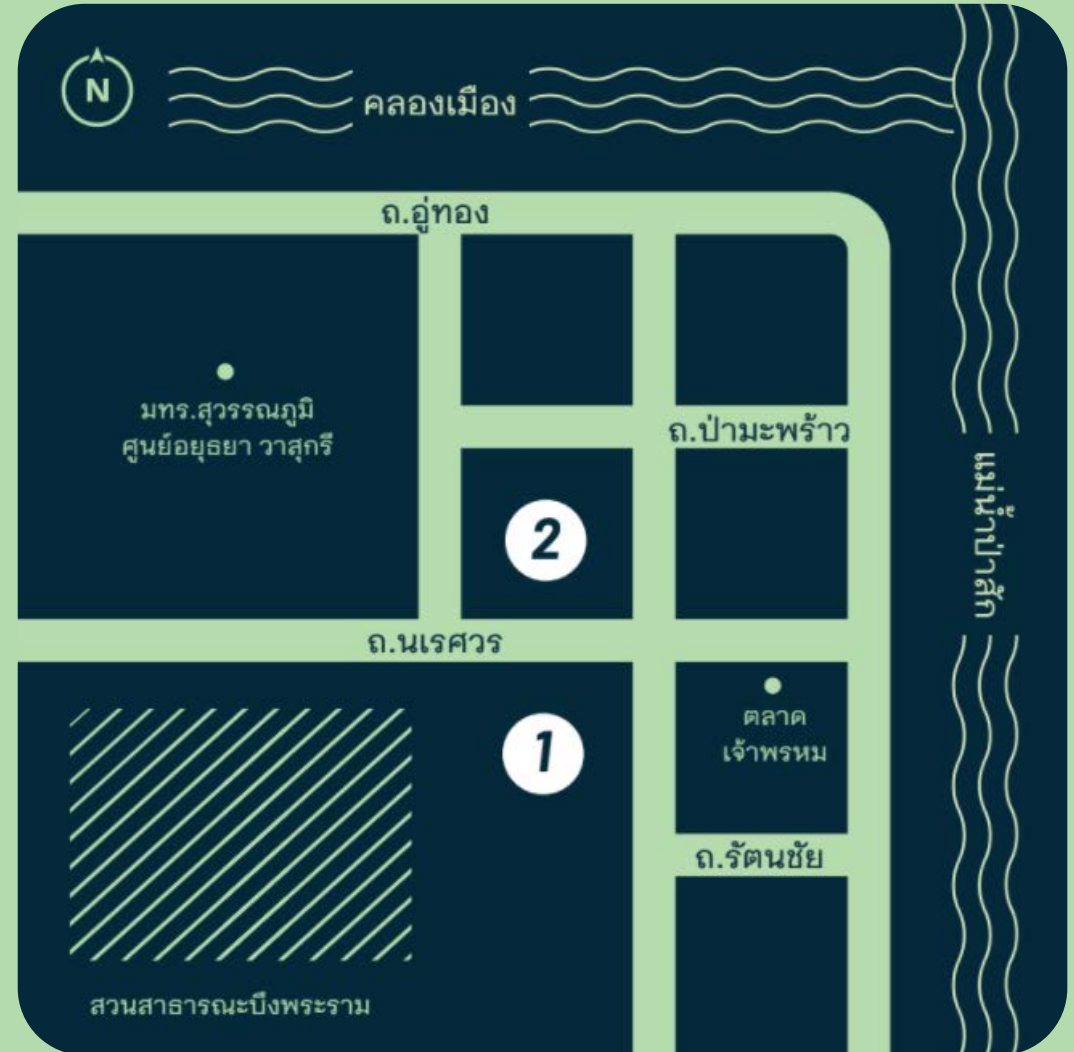 N
คลองเมือง
ถ.อู่ทอง
มทร.สุวรรณภูมิ
ศูนย์อยุธยา วาสุกรี
ถ.ป่ามะพร้าว
แม่น้ำป่าสัก
2
ถ.นเรศวร
1
ตลาด
เจ้าพรหม
ถ.รัตนชัย
สวนสาธารณะบึงพระราม